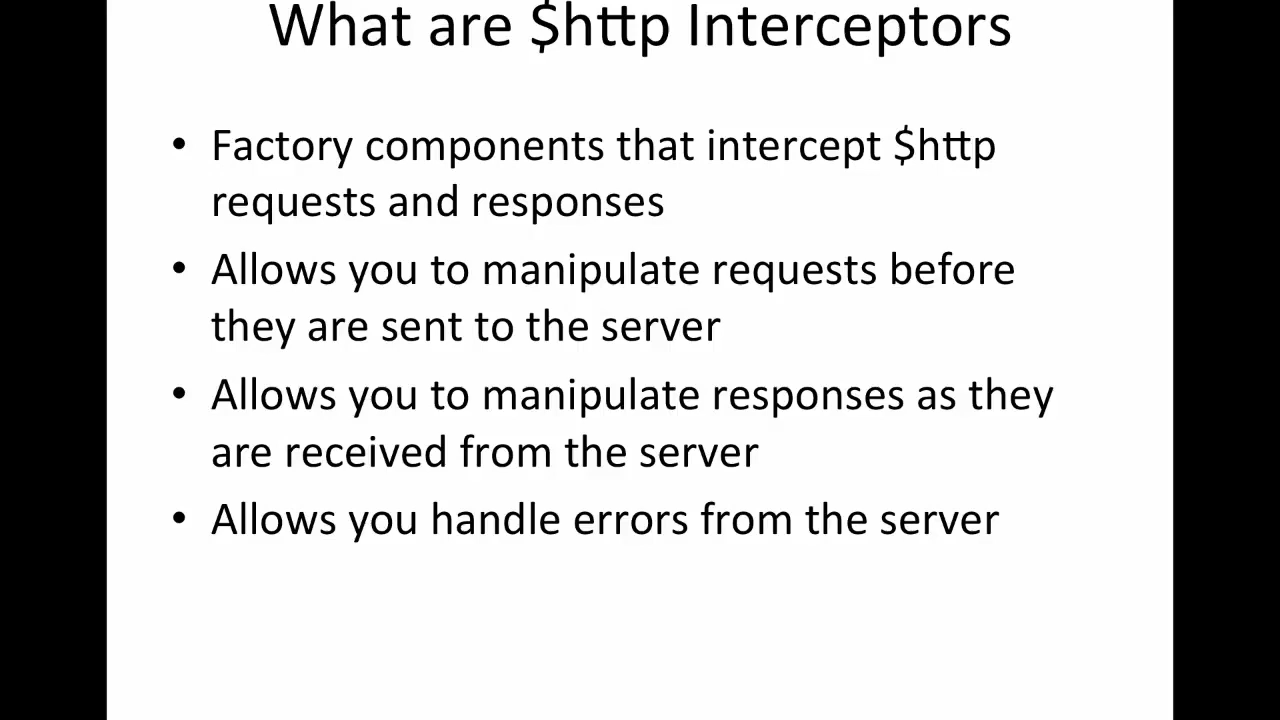 What are $http Interceptors
• Factory components that intercept $http
requests and responses
• Allows you to manipulate requests before
they are sent to the server
• Allows you to manipulate responses as they
are received from the server
• Allows you handle errors from the server